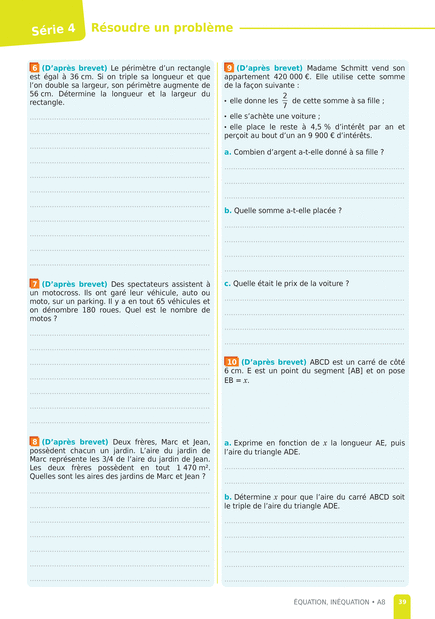 Série 4
Résoudre un problème
6 (D'après brevet) Le périmètre d'un rectangle
est égal à 36 cm. Si on triple sa longueur et que
l'on double sa largeur, son périmètre augmente de
56 cm. Détermine la longueur et la largeur du
rectangle.
7 (D'après brevet) Des spectateurs assistent à
un motocross. Ils ont garé leur véhicule, auto ou
moto, sur un parking. Il y a en tout 65 véhicules et
on dénombre 180 roues. Quel est le nombre de
motos ?
8 (D'après brevet) Deux frères, Marc et Jean,
possèdent chacun un jardin. L'aire du jardin de
Marc représente les 3/4 de l'aire du jardin de Jean.
Les deux frères possèdent en tout 1 470 m².
Quelles sont les aires des jardins de Marc et Jean ?
9 (D'après brevet) Madame Schmitt vend son
appartement 420 000 €. Elle utilise cette somme
de la façon suivante :
• elle donne les 2/7 de cette somme à sa fille ;
• elle s'achète une voiture ;
• elle place le reste à 4,5 % d'intérêt par an et
perçoit au bout d'un an 9 900 € d'intérêts.
a. Combien d'argent a-t-elle donné à sa fille ?
b. Quelle somme a-t-elle placée ?
c. Quelle était le prix de la voiture ?
10 (D'après brevet) ABCD est un carré de côté
6 cm. E est un point du segment [AB] et on pose
EB = x.
a. Exprime en fonction de x la longueur AE, puis
l'aire du triangle ADE.
b. Détermine x pour que l'aire du carré ABCD soit
le triple de l'aire du triangle ADE.
ÉQUATION, INÉQUATION • A8
39